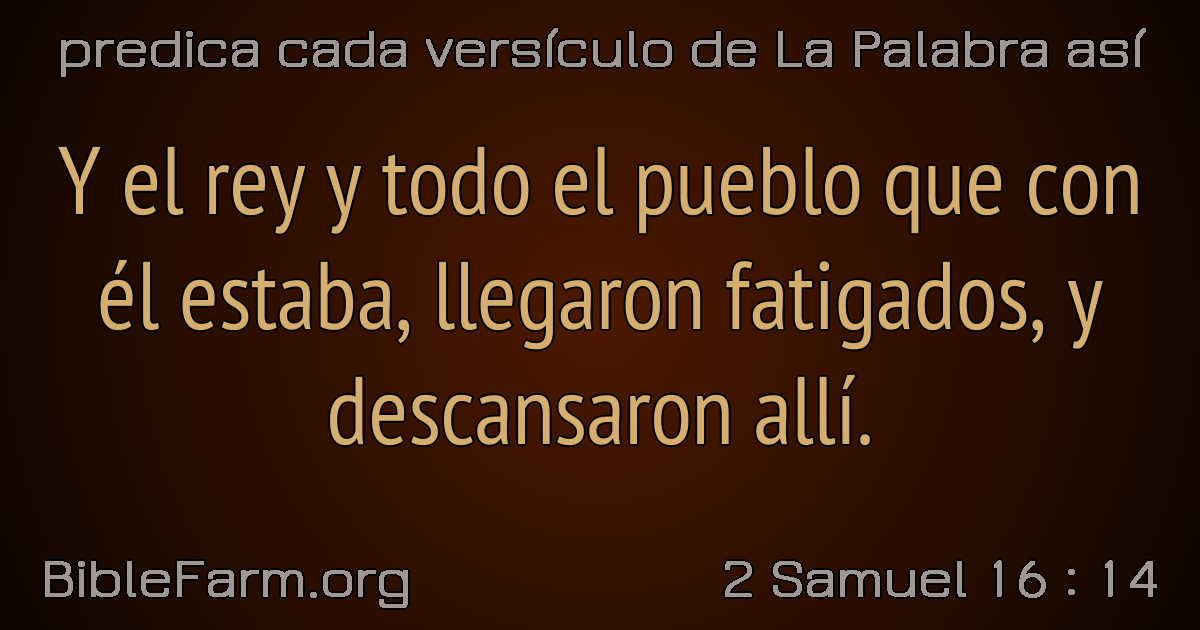 predica cada versículo de La Palabra así
Y el rey y todo el pueblo que con
él estaba, llegaron fatigados, y
descansaron allí.
BibleFarm.org
2 Samuel 16 : 14